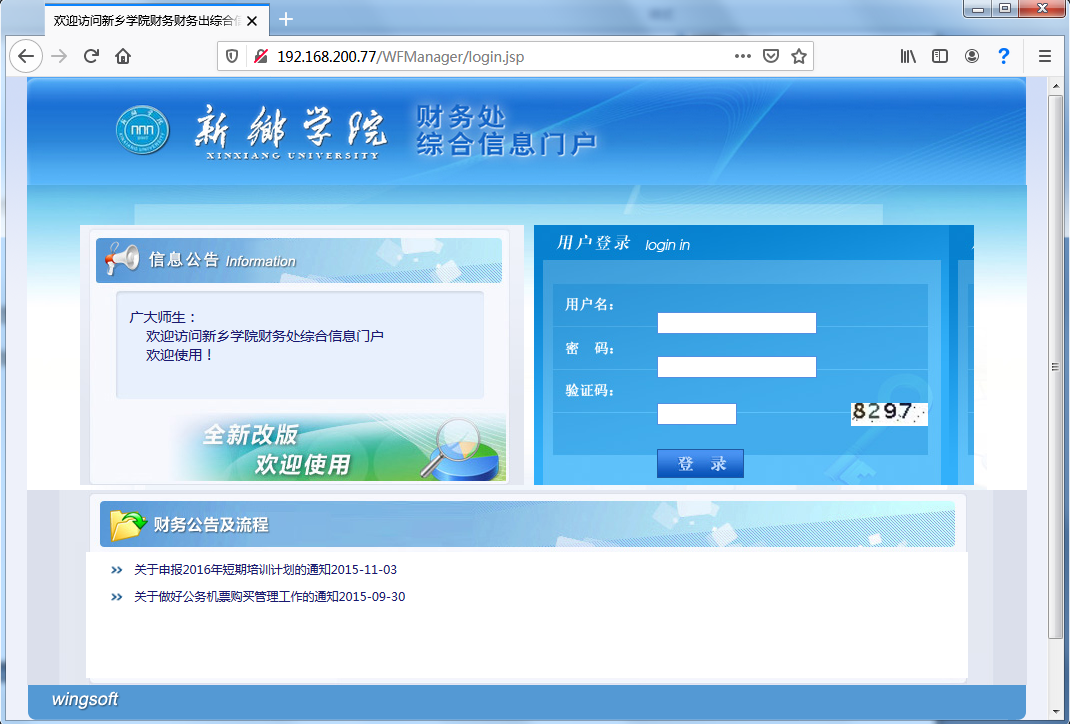 欢迎访问新乡学院财务财务出综合信
192.168.200.77/WFManager/login.jsp
新鄉学院
XINXIANG UNIVERSITY
财务处
综合信息门户
信息公告 Information
广大师生：
欢迎访问新乡学院财务处综合信息门户
欢迎使用！
全新改版
欢迎使用
用户登录 login in
用户名：
密 码：
验证码：
8297
登 录
财务公告及流程
关于申报2016年短期培训计划的通知2015-11-03
关于做好公务机票购买管理工作的通知2015-09-30
wingsoft